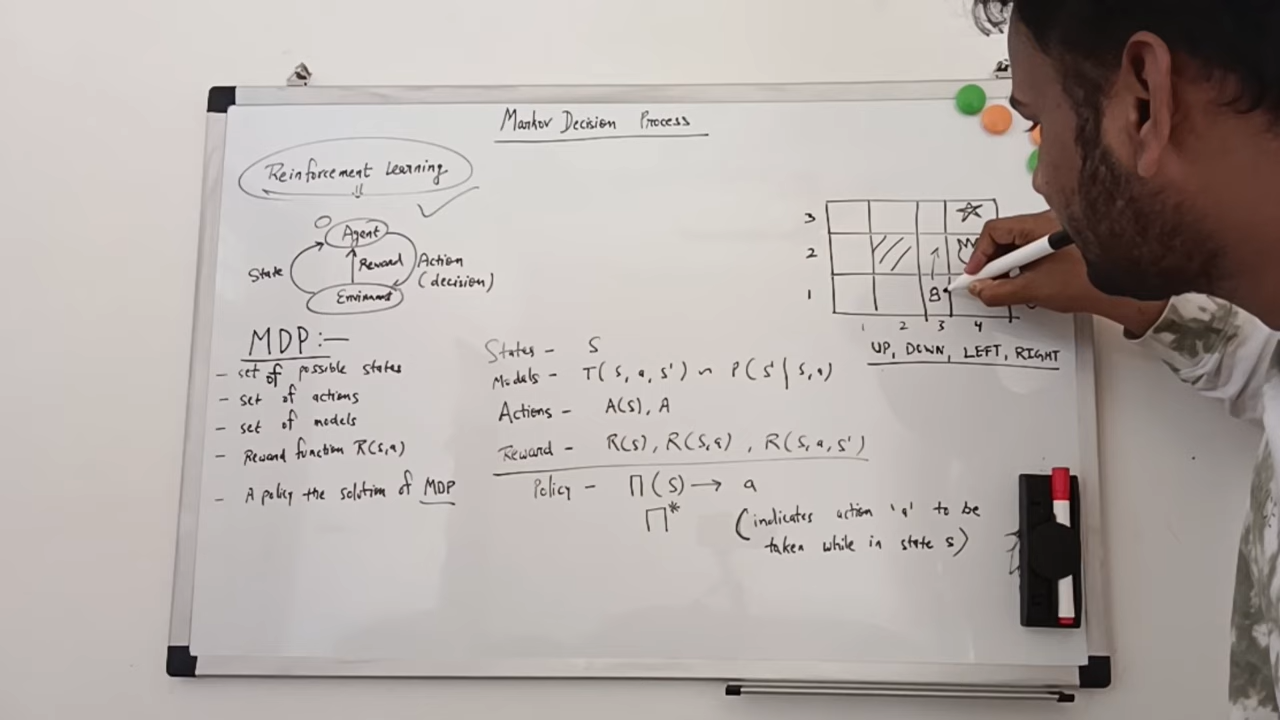 Markov Decision Process
Reinforcement Learning
Agent
State
Reward
Action
(decision)
Envirnment
MDP:-
- set of possible states
- set of actions
- set of models
- Reward function R(s,a)
- A policy the solution of MDP
States - S
Models - T(s, a, s') ~ P(s' | s, a)
Actions - A(s), A
Reward - R(s), R(s,a), R(s, a, s')
Policy - Π(s) → a
Π*
(indicates action 'a' to be
taken while in state s)
3
2
1
1 2 3 4
UP, DOWN, LEFT, RIGHT